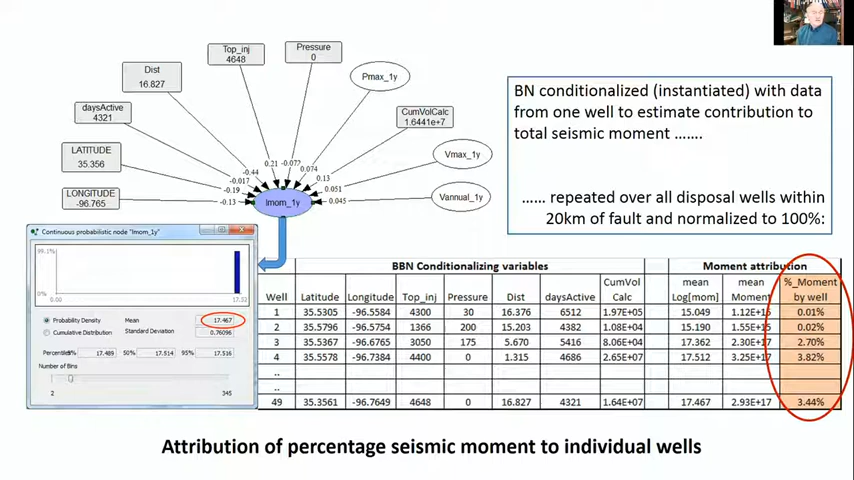 Top_inj
4648
Pressure
0
Dist
16.827
Pmax_1y
daysActive
4321
CumVolCalc
1.6441e+7
LATITUDE
35.356
Vmax_1y
LONGITUDE
-96.765
Vannual_1y
-0.44
0.21
-0.072
0.074
-0.017
0.13
-0.19
0.051
-0.13
0.045
lmom_1y
BN conditionalized (instantiated) with data
from one well to estimate contribution to
total seismic moment …….
…… repeated over all disposal wells within
20km of fault and normalized to 100%:
Continuous probabilistic node "lmom_1y"
99.1%
0%
0.00
17.52
Probability Density
Mean
17.467
Cumulative Distribution
Standard Deviation
0.76096
17.489
50%
17.514
95%
17.516
Number of Bins
2
345
BBN Conditionalizing variables
Moment attribution
Well Latitude Longitude Top_inj Pressure Dist daysActive CumVol Calc mean Log[mom] mean Moment %_Moment by well
1 35.5305 -96.5584 4400 30 16.376 6512 1.97E+05 15.049 1.12E+15 0.01%
2 35.5796 -96.5754 1366 200 15.203 4382 1.08E+04 15.190 1.55E+15 0.02%
3 35.5367 -96.6765 3050 175 5.670 5416 8.06E+04 17.362 2.30E+17 2.70%
4 35.5578 -96.7384 4400 0 1.315 4686 2.65E+07 17.512 3.25E+17 3.82%
..
..
49 35.3561 -96.7649 4648 0 16.827 4321 1.64E+07 17.467 2.93E+17 3.44%
Attribution of percentage seismic moment to individual wells